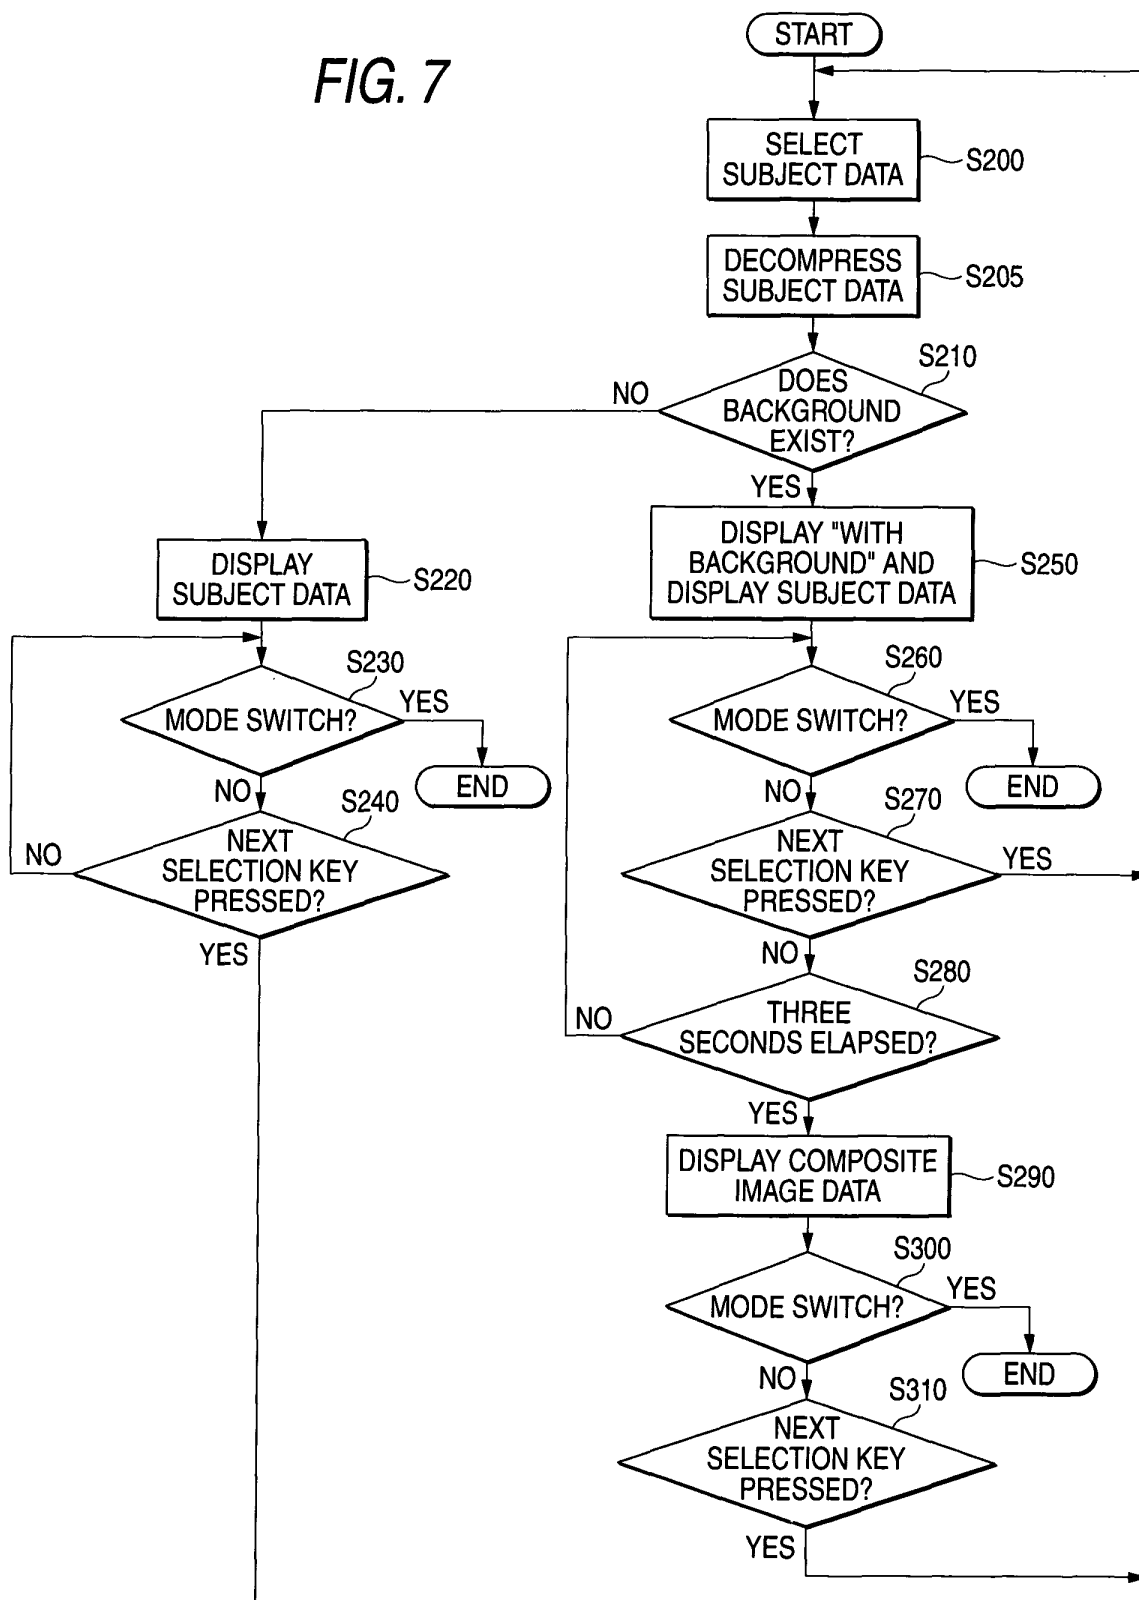 FIG. 7
START
SELECT
SUBJECT DATA
S200
DECOMPRESS
SUBJECT DATA
S205
S210
DOES
BACKGROUND
EXIST?
NO
YES
DISPLAY
SUBJECT DATA
S220
DISPLAY "WITH
BACKGROUND" AND
DISPLAY SUBJECT DATA
S250
S230
MODE SWITCH?
YES
END
NO
S240
NEXT
SELECTION KEY
PRESSED?
NO
YES
S260
MODE SWITCH?
YES
END
NO
S270
NEXT
SELECTION KEY
PRESSED?
YES
NO
S280
THREE
SECONDS ELAPSED?
NO
YES
DISPLAY COMPOSITE
IMAGE DATA
S290
S300
MODE SWITCH?
YES
END
NO
S310
NEXT
SELECTION KEY
PRESSED?
YES